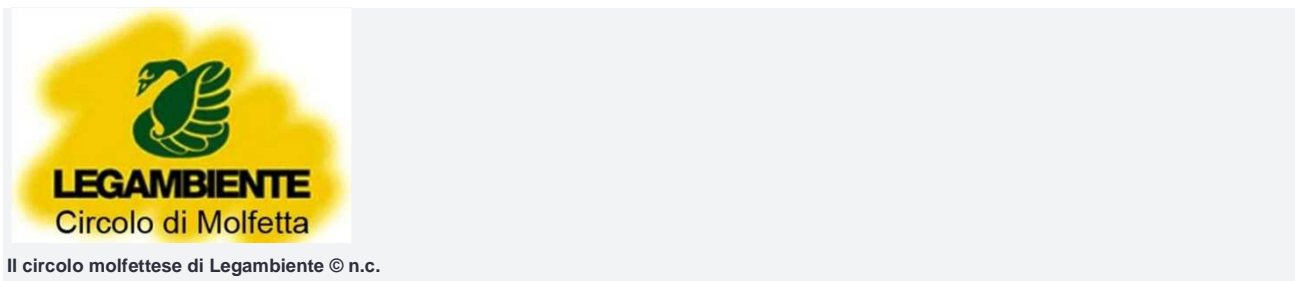 LEGAMBIENTE
Circolo di Molfetta
Il circolo molfettese di Legambiente © n.c.